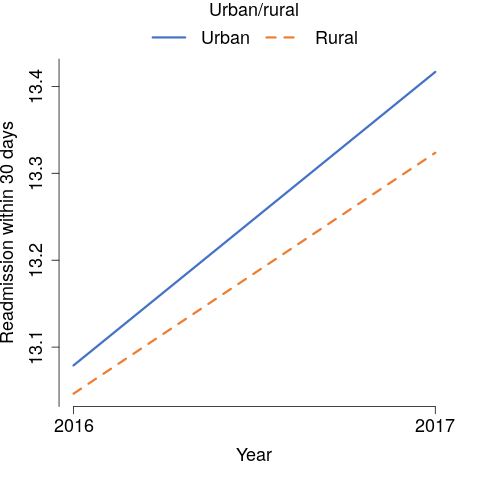 Urban/rural
Urban
Rural
Readmission within 30 days
13.4
13.3
13.2
13.1
2016
2017
Year